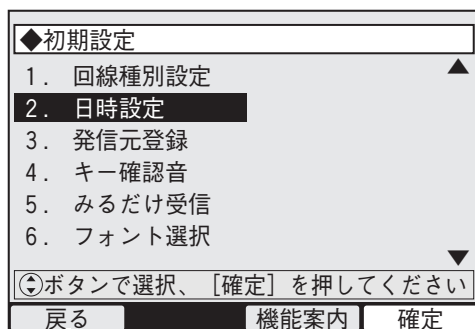 ◆初期設定
1. 回線種別設定
2. 日時設定
3. 発信元登録
4. キー確認音
5. みるだけ受信
6. フォント選択
ボタンで選択、［確定］を押してください
戻る 機能案内 確定